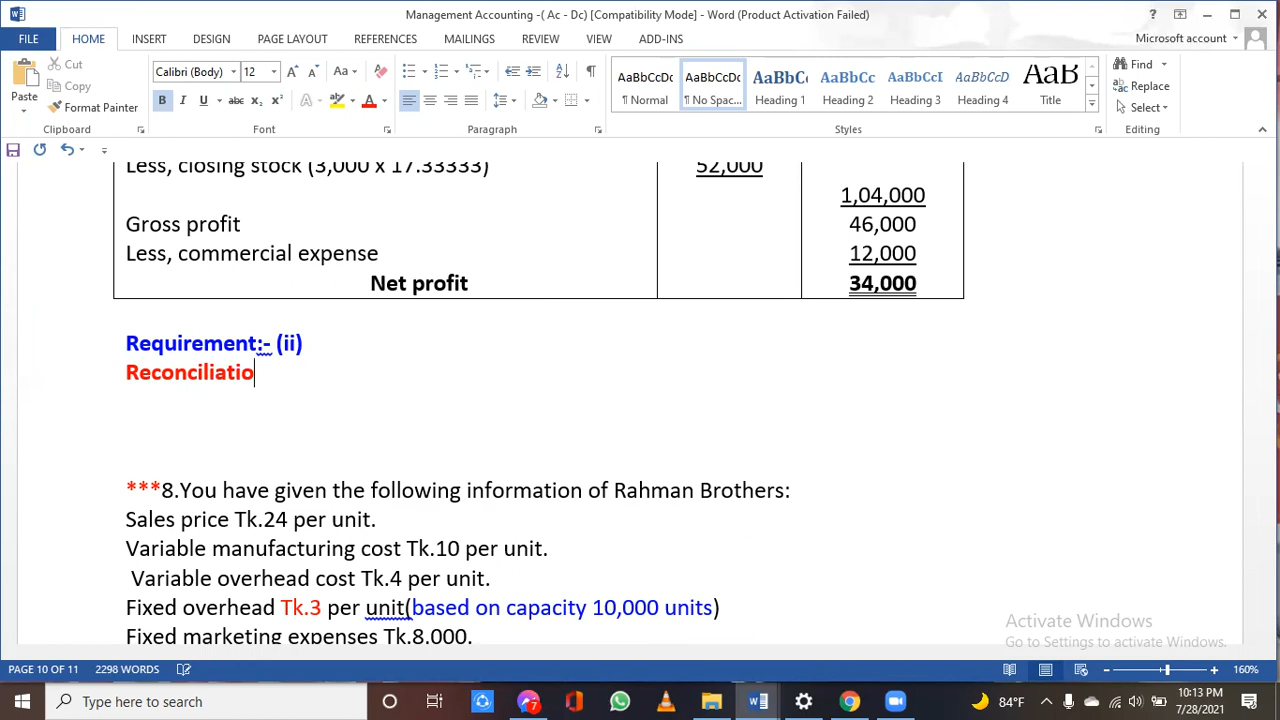 Management Accounting -( Ac - Dc) [Compatibility Mode] - Word (Product Activation Failed)
FILE HOME INSERT DESIGN PAGE LAYOUT REFERENCES MAILINGS REVIEW VIEW ADD-INS Microsoft account
Paste Cut Copy Format Painter
Calibri (Body) 12 Aa
B I U abc x₂ x² A A
¶
AaBbCcDc AaBbCcDc AaBbCc AaBbCcD AaBbCcI AaBbCcD AaB
¶ Normal ¶ No Spac... Heading Heading 2 Heading 3 Heading 4 Title
Find Replace Select
Clipboard Font Paragraph Styles Editing
Less, closing stock (3,000 x 17.33333) 52,000
1,04,000
Gross profit 46,000
Less, commercial expense 12,000
Net profit 34,000
Requirement:- (ii)
Reconciliatio
***8.You have given the following information of Rahman Brothers:
Sales price Tk.24 per unit.
Variable manufacturing cost Tk.10 per unit.
Variable overhead cost Tk.4 per unit.
Fixed overhead Tk.3 per unit(based on capacity 10,000 units)
Fixed marketing expenses Tk.8,000.
Activate Windows
Go to Settings to activate Windows.
PAGE 10 OF 11 2298 WORDS 160%
Type here to search 7 84°F 10:13 PM
7/28/2021